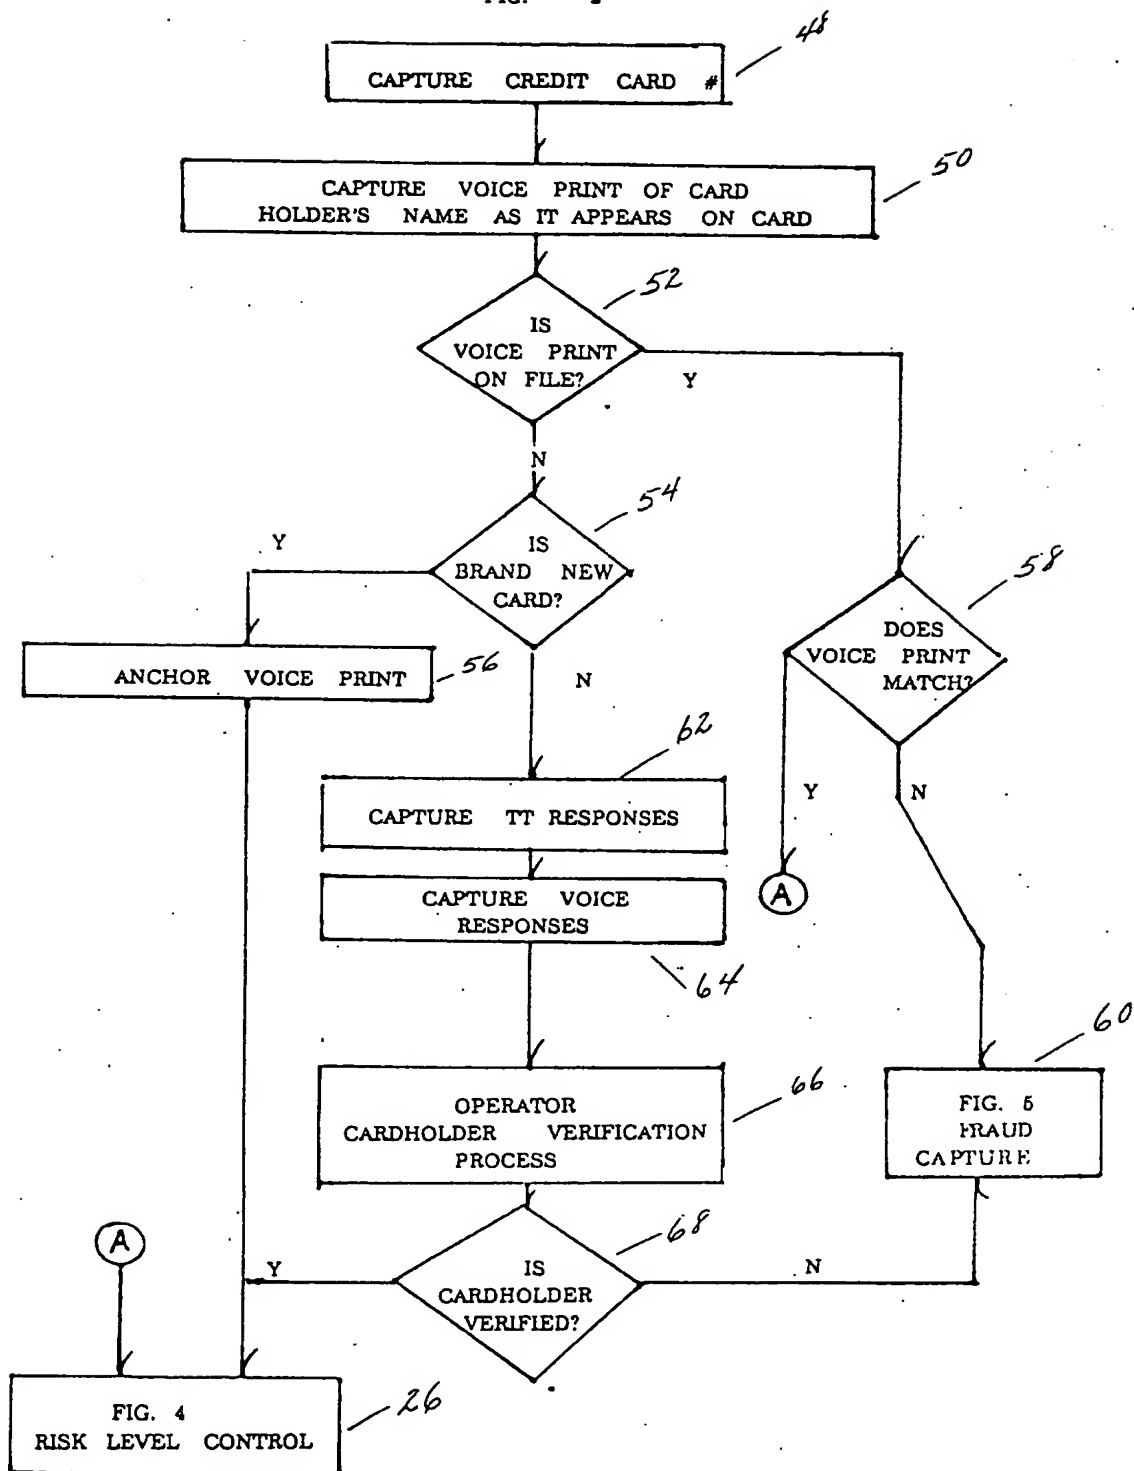 FIG.
48
CAPTURE CREDIT CARD #
50
CAPTURE VOICE PRINT OF CARD
HOLDER'S NAME AS IT APPEARS ON CARD
52
IS
VOICE PRINT
ON FILE?
Y
N
54
Y
IS
BRAND NEW
CARD?
58
DOES
VOICE PRINT
MATCH?
ANCHOR VOICE PRINT
56
N
62
CAPTURE TT RESPONSES
Y
N
A
CAPTURE VOICE
RESPONSES
64
60
66
OPERATOR
CARDHOLDER VERIFICATION
PROCESS
FIG. 5
FRAUD
CAPTURE
A
68
Y
IS
CARDHOLDER
VERIFIED?
N
26
FIG. 4
RISK LEVEL CONTROL